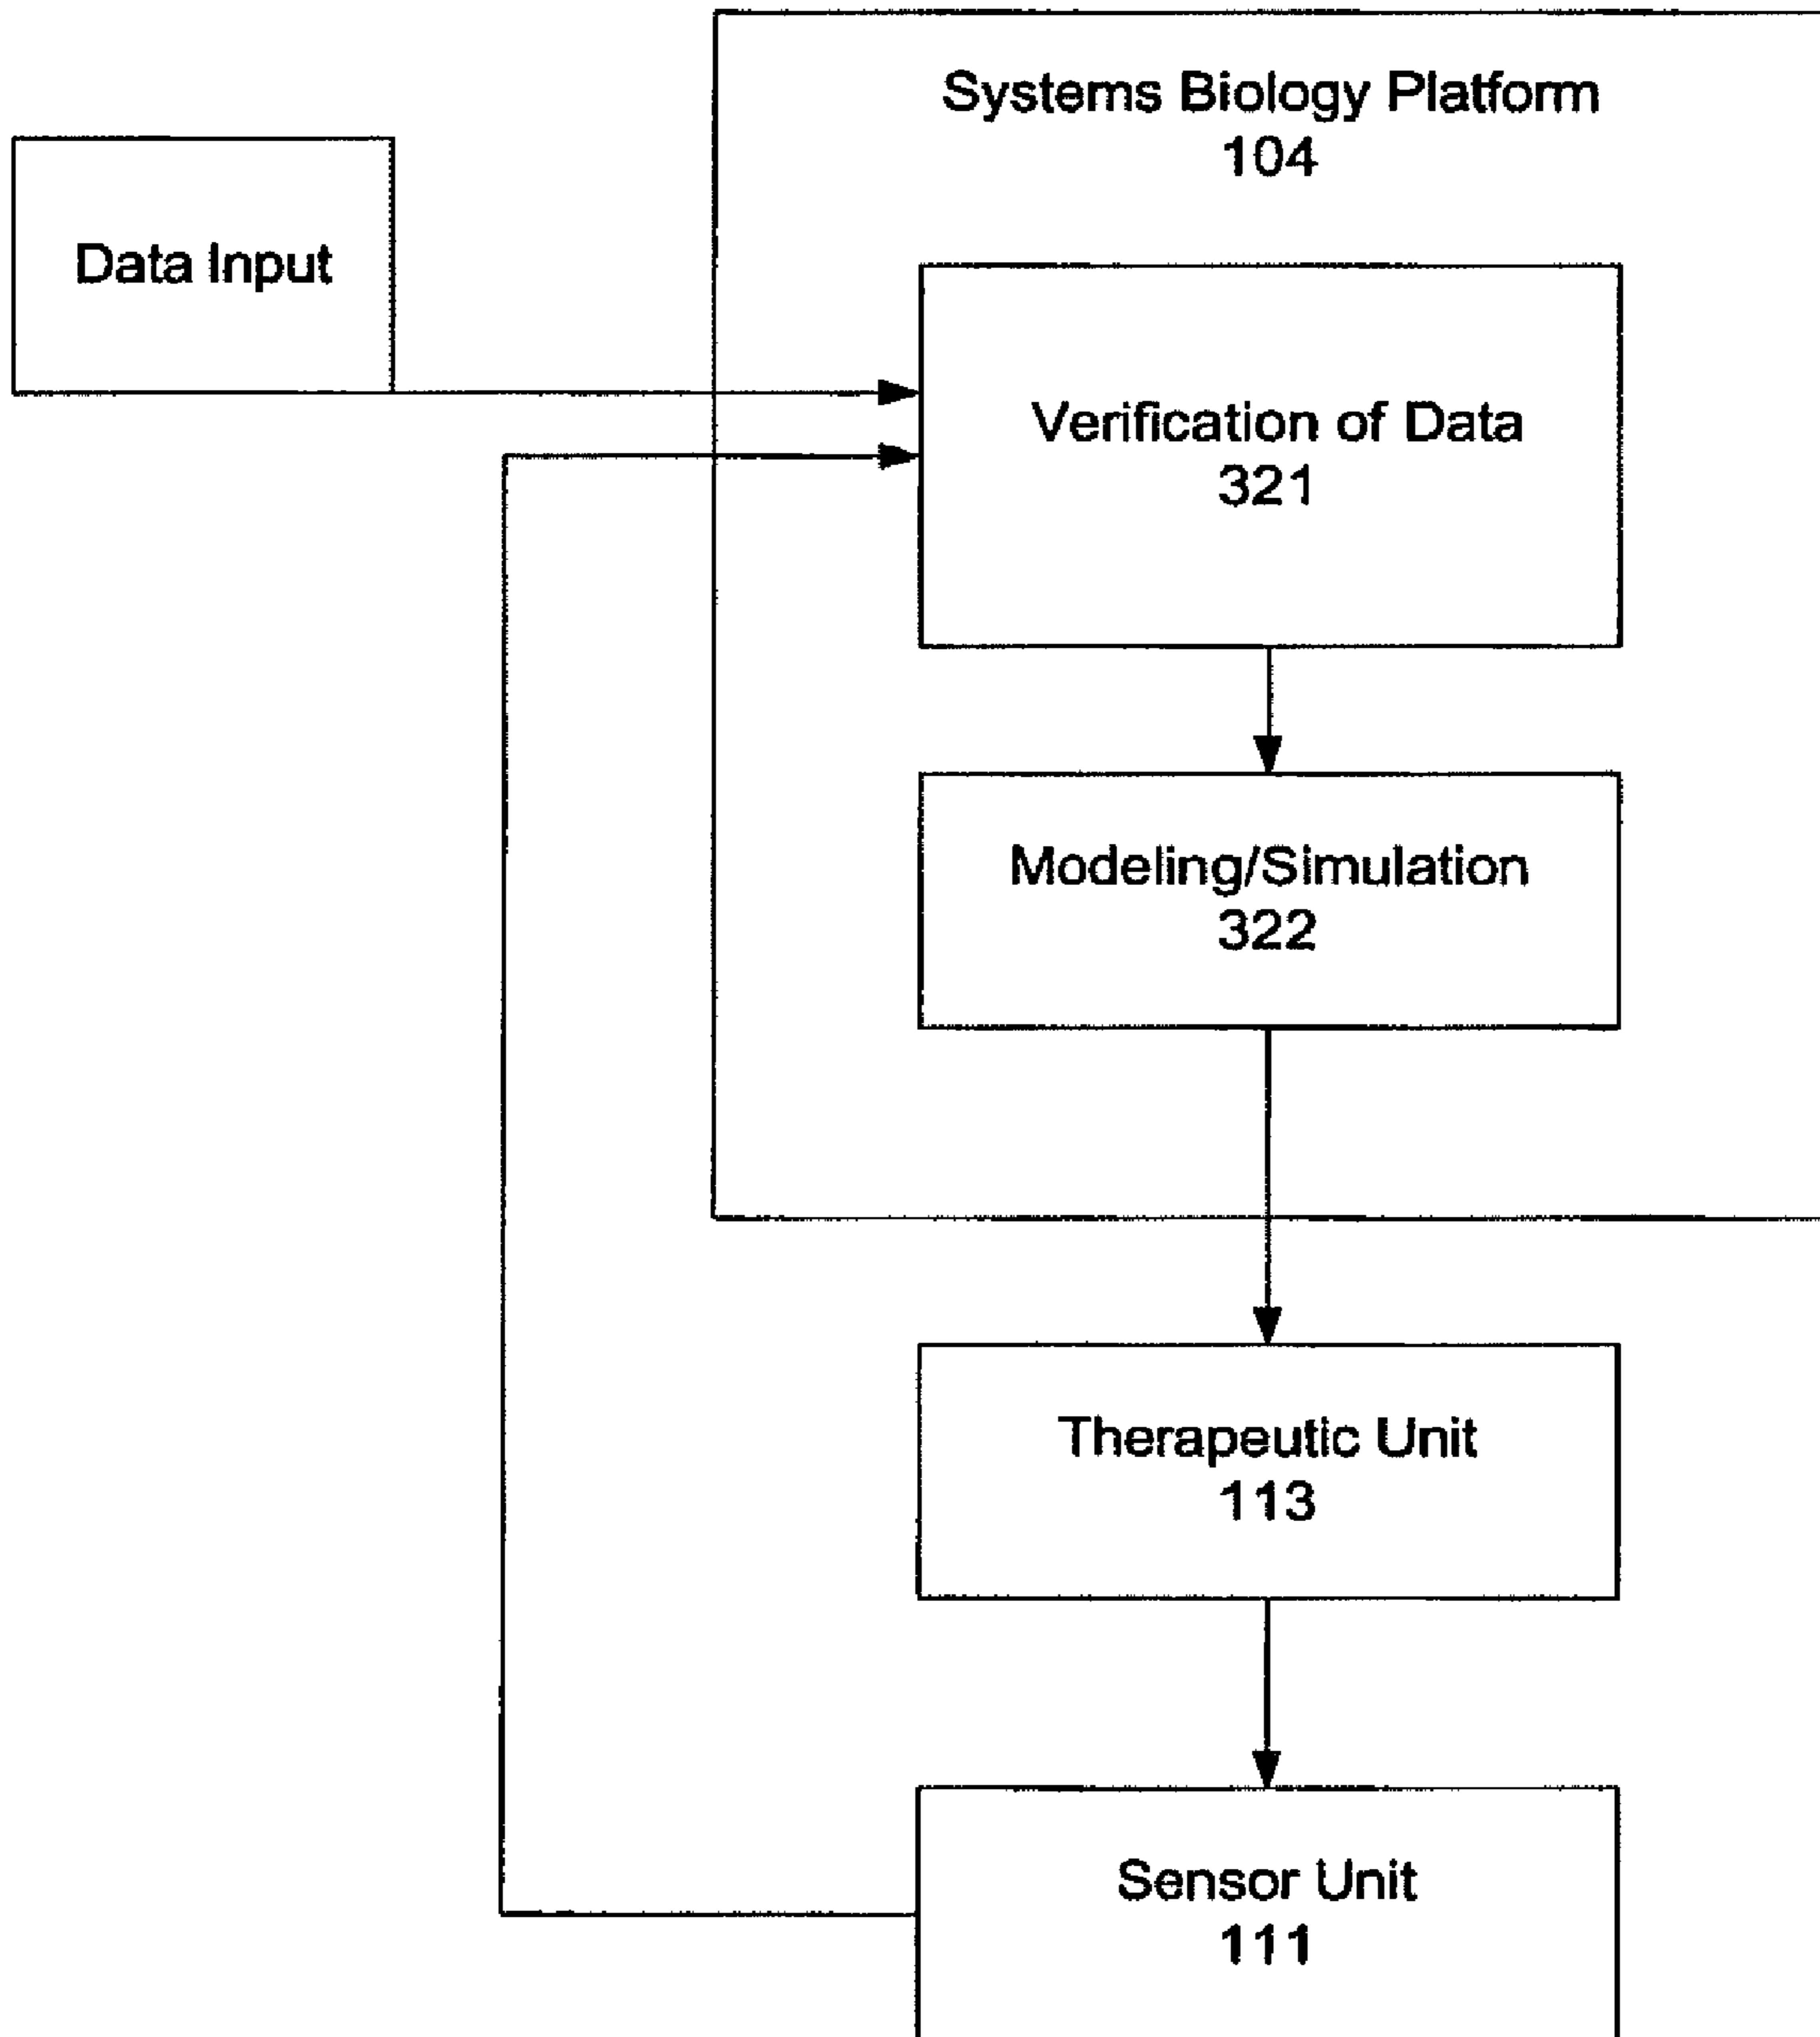 Systems Biology Platform
104
Data Input
Verification of Data
321
Modeling/Simulation
322
Therapeutic Unit
113
Sensor Unit
111